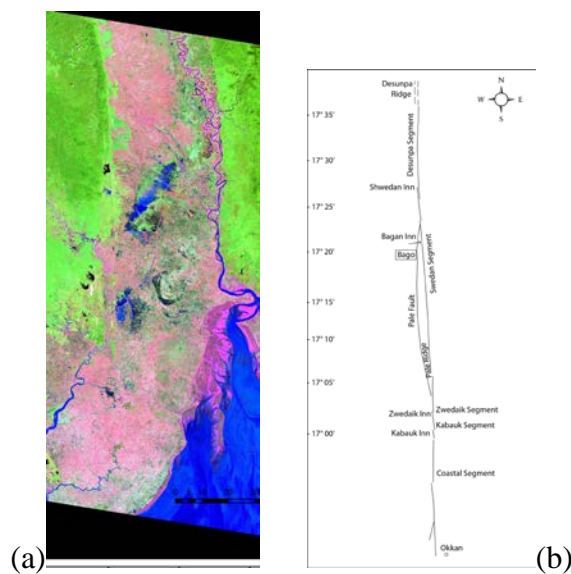 (a)
Desunpa
Ridge
N
W E
S
17° 35'
Desunpa Segment
17° 30'
Shwedan Inn
17° 25'
Bagan Inn
17° 20'
Bago
Swedan Segment
17° 15'
Pale Fault
17° 10'
Pale Ridge
17° 05'
Zwedaik Segment
Zwedaik Inn
Kabauk Segment
17° 00'
Kabauk Inn
Coastal Segment
Okkan
(b)